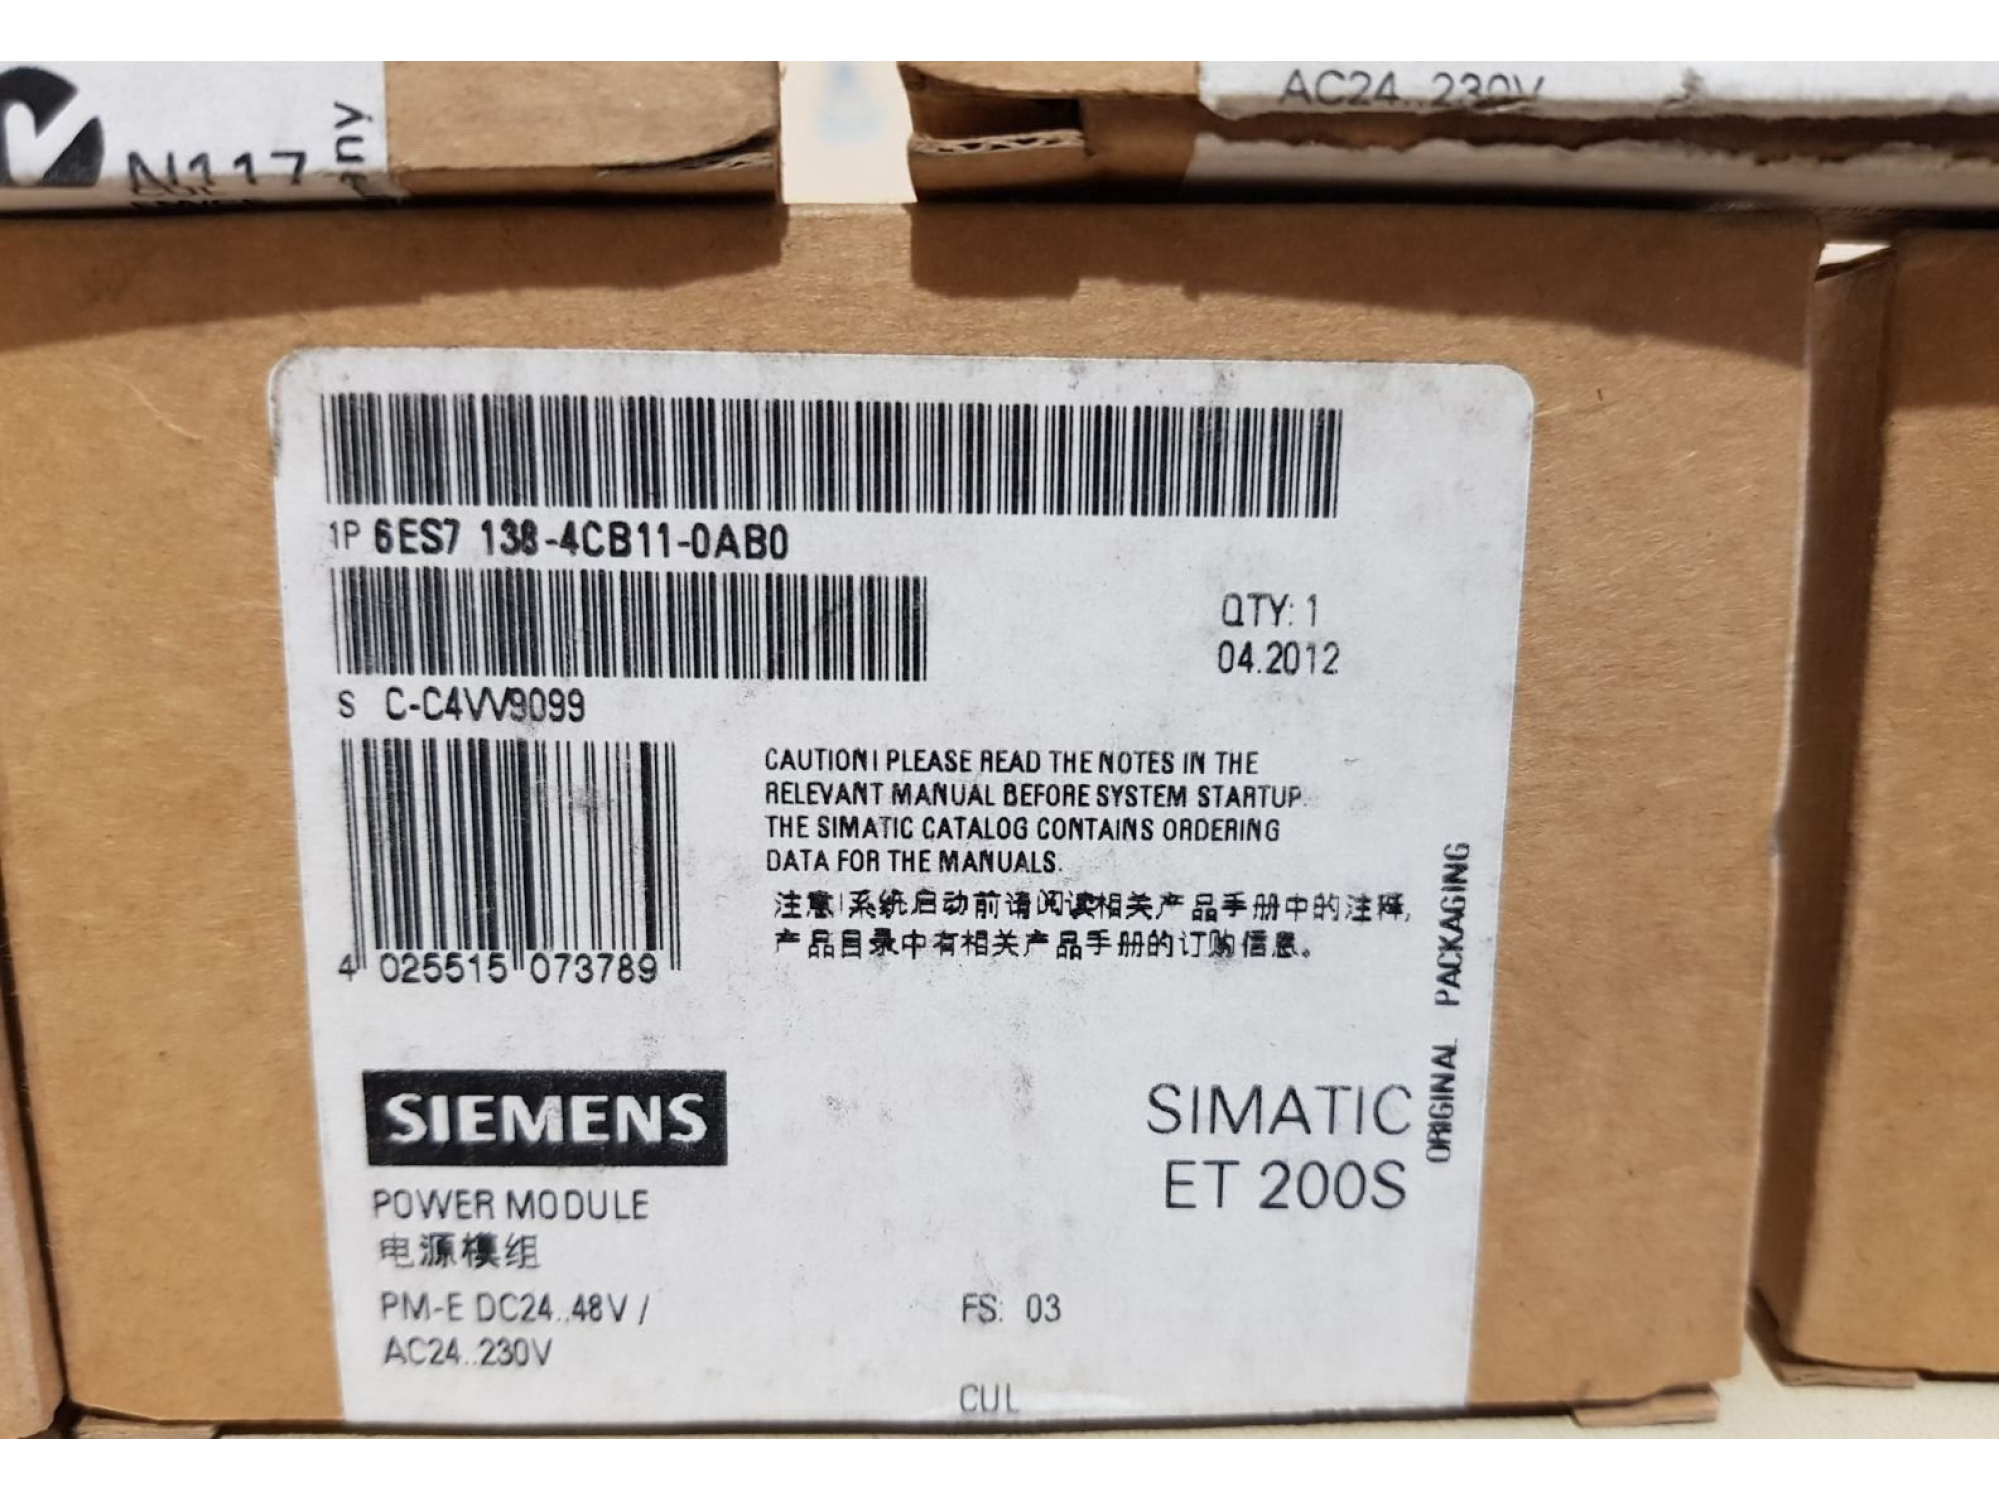 N117
any
AC24..230V
1P 6ES7 138-4CB11-0AB0
QTY: 1
04.2012
S C-C4VV9099
CAUTION! PLEASE READ THE NOTES IN THE
RELEVANT MANUAL BEFORE SYSTEM STARTUP.
THE SIMATIC CATALOG CONTAINS ORDERING
DATA FOR THE MANUALS.
注意!系统启动前请阅读相关产品手册中的注释,
产品目录中有相关产品手册的订购信息。
4 025515 073789
ORIGINAL PACKAGING
SIEMENS
SIMATIC
ET 200S
POWER MODULE
电源模组
PM-E DC24..48V /
AC24..230V
FS: 03
CUL